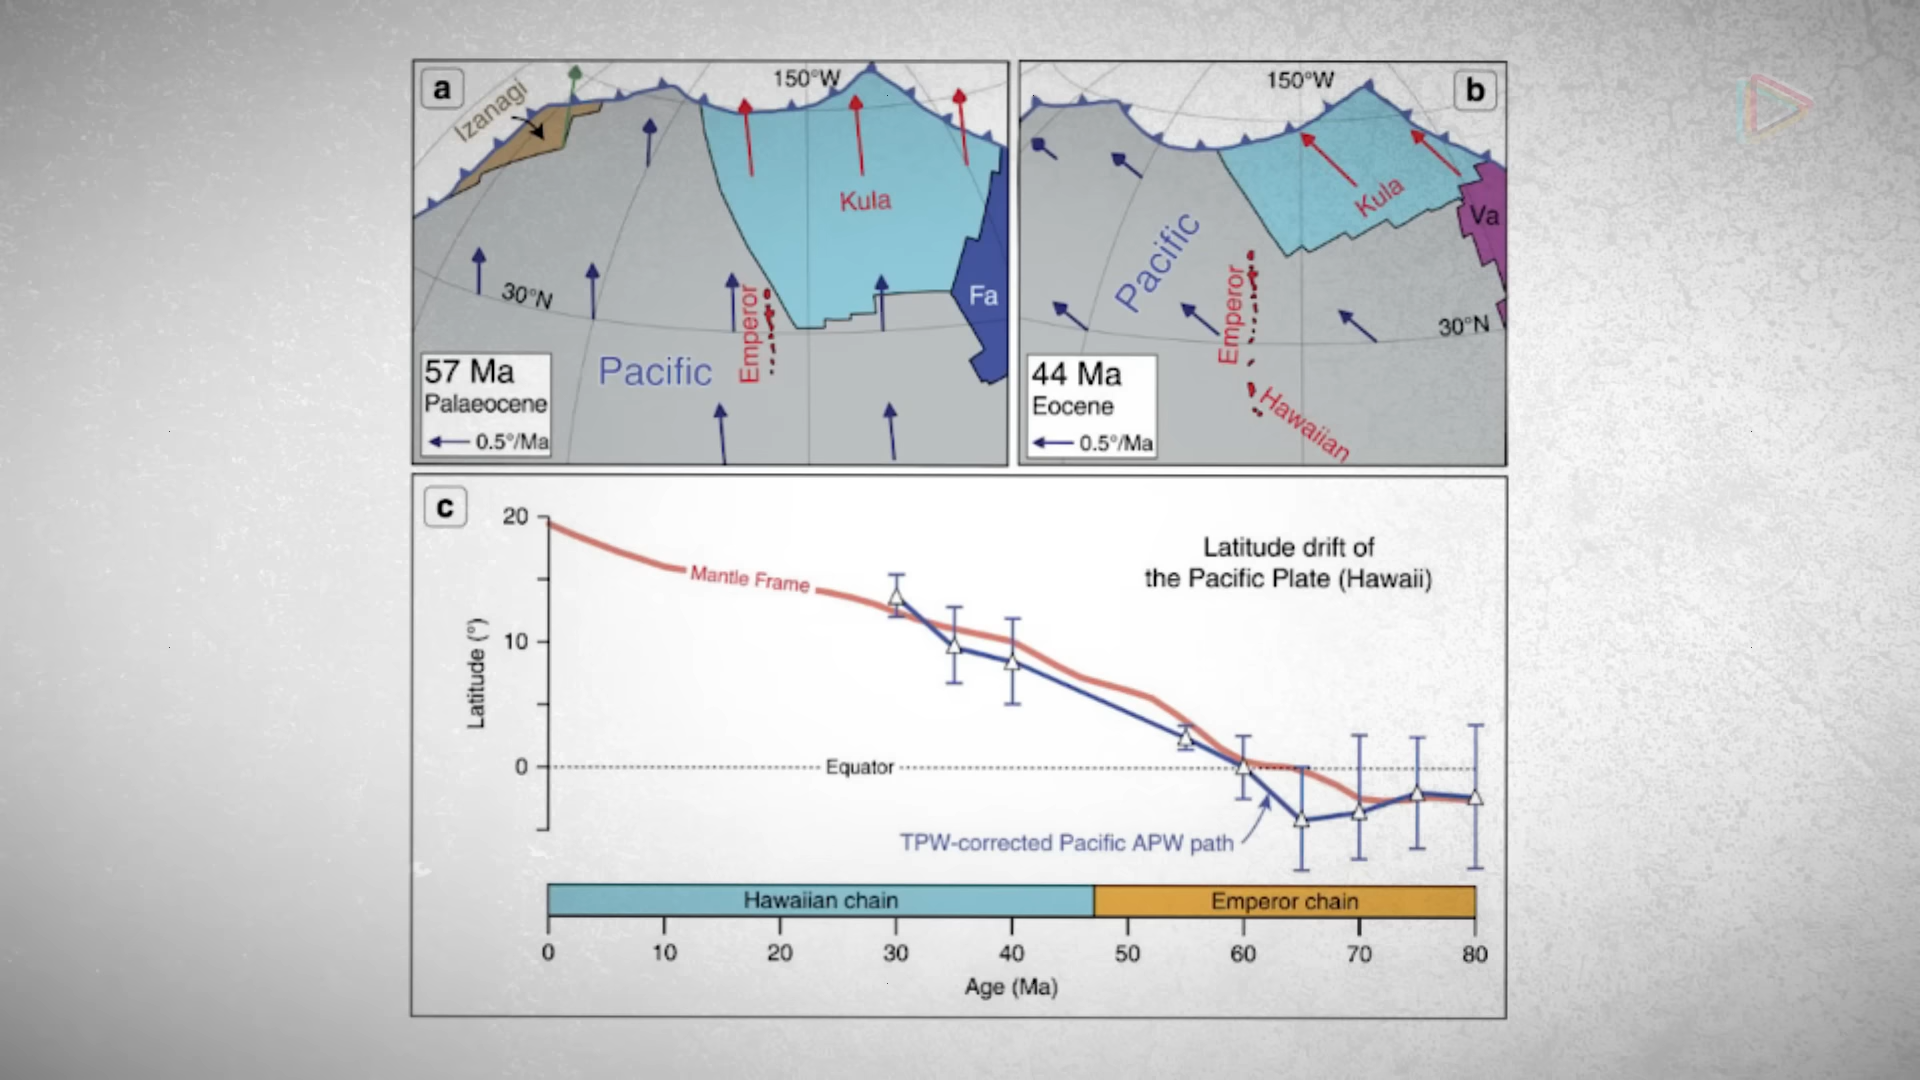 a
Izanagi
150°W
Kula
30°N
Fa
Emperor
Pacific
57 Ma
Palaeocene
0.5°/Ma
b
150°W
Kula
Va
Pacific
Emperor
30°N
Hawaiian
44 Ma
Eocene
0.5°/Ma
c
Latitude drift of
the Pacific Plate (Hawaii)
20
10
0
Latitude (°)
Mantle Frame
Equator
TPW-corrected Pacific APW path
Hawaiian chain
Emperor chain
0 10 20 30 40 50 60 70 80
Age (Ma)